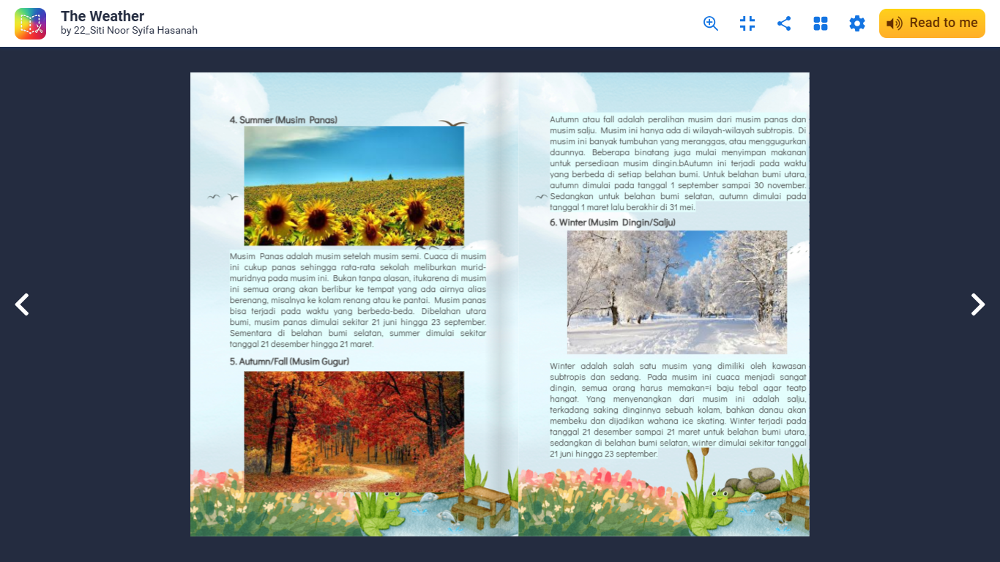 The Weather
by 22_Siti Noor Syifa Hasanah
Read to me
4. Summer (Musim Panas)
Musim Panas adalah musim setelah musim semi. Cuaca di musim
ini cukup panas sehingga rata-rata sekolah meliburkan murid-
muridnya pada musim ini. Bukan tanpa alasan, itukarena di musim
ini semua orang akan berlibur ke tempat yang ada airnya alias
berenang, misalnya ke kolam renang atau ke pantai. Musim panas
bisa terjadi pada waktu yang berbeda-beda. Dibelahan utara
bumi, musim panas dimulai sekitar 21 juni hingga 23 september.
Sementara di belahan bumi selatan, summer dimulai sekitar
tanggal 21 desember hingga 21 maret.
5. Autumn/Fall (Musim Gugur)
Autumn atau fall adalah peralihan musim dari musim panas dan
musim salju. Musim ini hanya ada di wilayah-wilayah subtropis. Di
musim ini banyak tumbuhan yang meranggas, atau menggugurkan
daunnya. Beberapa binatang juga mulai menyimpan makanan
untuk persediaan musim dingin.bAutumn ini terjadi pada waktu
yang berbeda di setiap belahan bumi. Untuk belahan bumi utara,
autumn dimulai pada tanggal 1 september sampai 30 november.
Sedangkan untuk belahan bumi selatan, autumn dimulai pada
tanggal 1 maret lalu berakhir di 31 mei.
6. Winter (Musim Dingin/Salju)
Winter adalah salah satu musim yang dimiliki oleh kawasan
subtropis dan sedang. Pada musim ini cuaca menjadi sangat
dingin, semua orang harus memakan=i baju tebal agar teatp
hangat. Yang menyenangkan dari musim ini adalah salju,
terkadang saking dinginnya sebuah kolam, bahkan danau akan
membeku dan dijadikan wahana ice skating. Winter terjadi pada
tanggal 21 desember sampai 21 maret untuk belahan bumi utara,
sedangkan di belahan bumi selatan, winter dimulai sekitar tanggal
21 juni hingga 23 september.